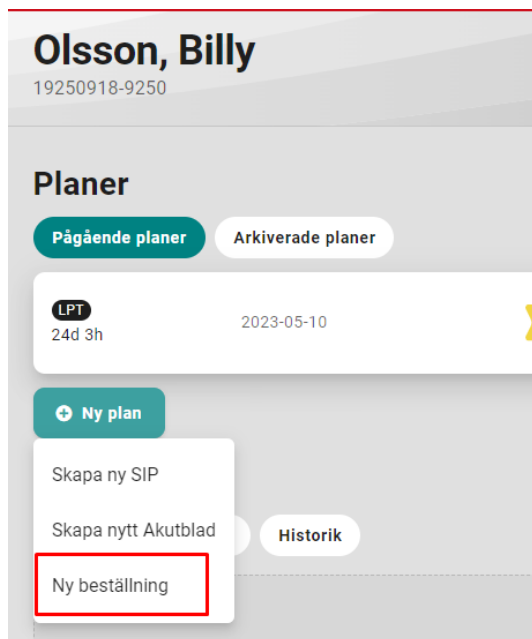 Olsson, Billy
19250918-9250
Planer
Pågående planer Arkiverade planer
LPT 2023-05-10
24d 3h
Ny plan
Skapa ny SIP
Skapa nytt Akutblad Historik
Ny beställning